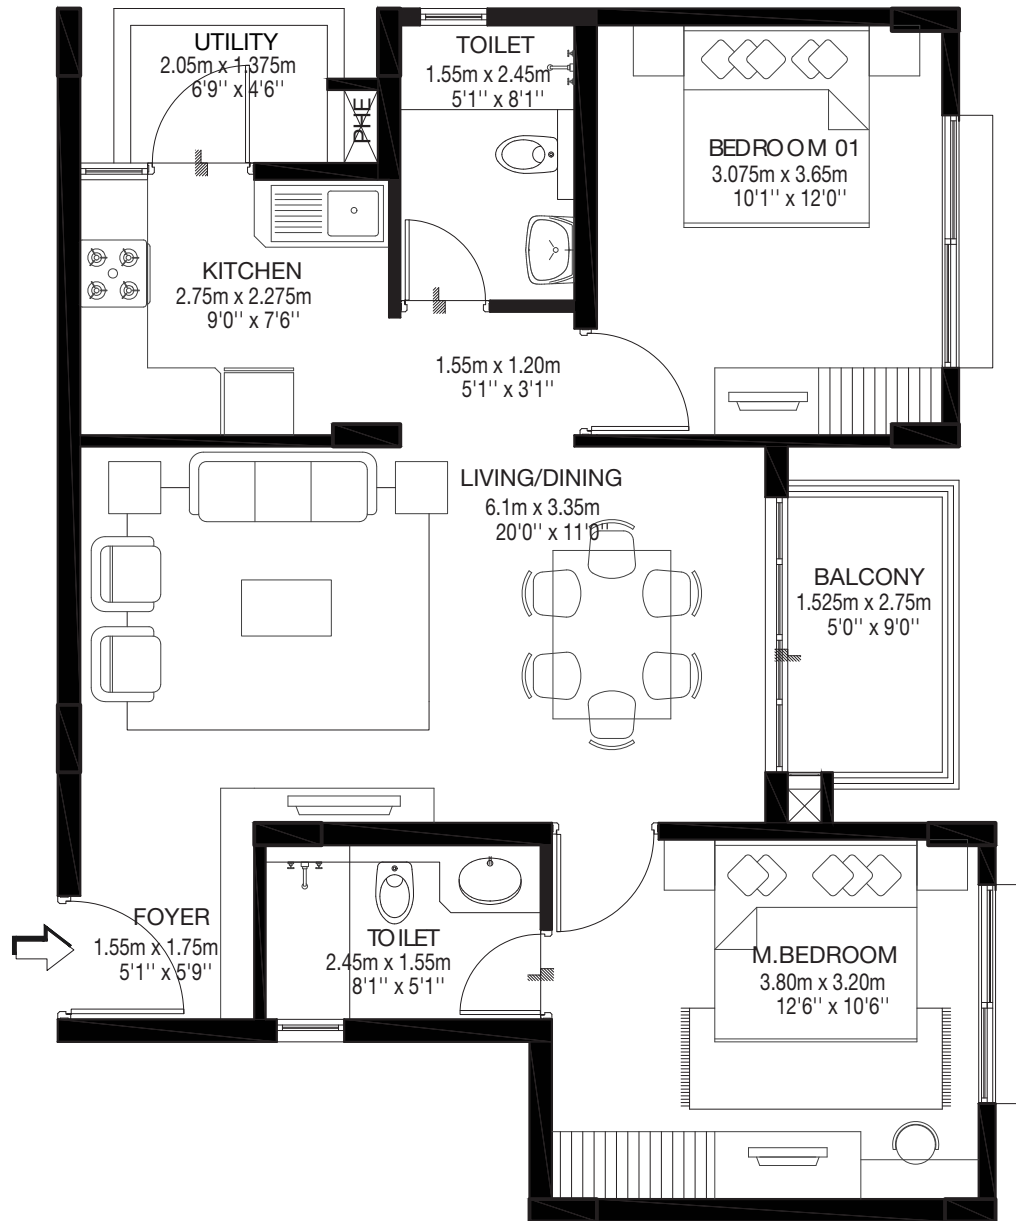 UTILITY
2.05m x 1.375m
6'9'' x 4'6''
TOILET
1.55m x 2.45m
5'1'' x 8'1''
PHE
BEDROOM 01
3.075m x 3.65m
10'1'' x 12'0''
KITCHEN
2.75m x 2.275m
9'0'' x 7'6''
1.55m x 1.20m
5'1'' x 3'1''
LIVING/DINING
6.1m x 3.35m
20'0'' x 11'0''
BALCONY
1.525m x 2.75m
5'0'' x 9'0''
FOYER
1.55m x 1.75m
5'1'' x 5'9''
TOILET
2.45m x 1.55m
8'1'' x 5'1''
M.BEDROOM
3.80m x 3.20m
12'6'' x 10'6''